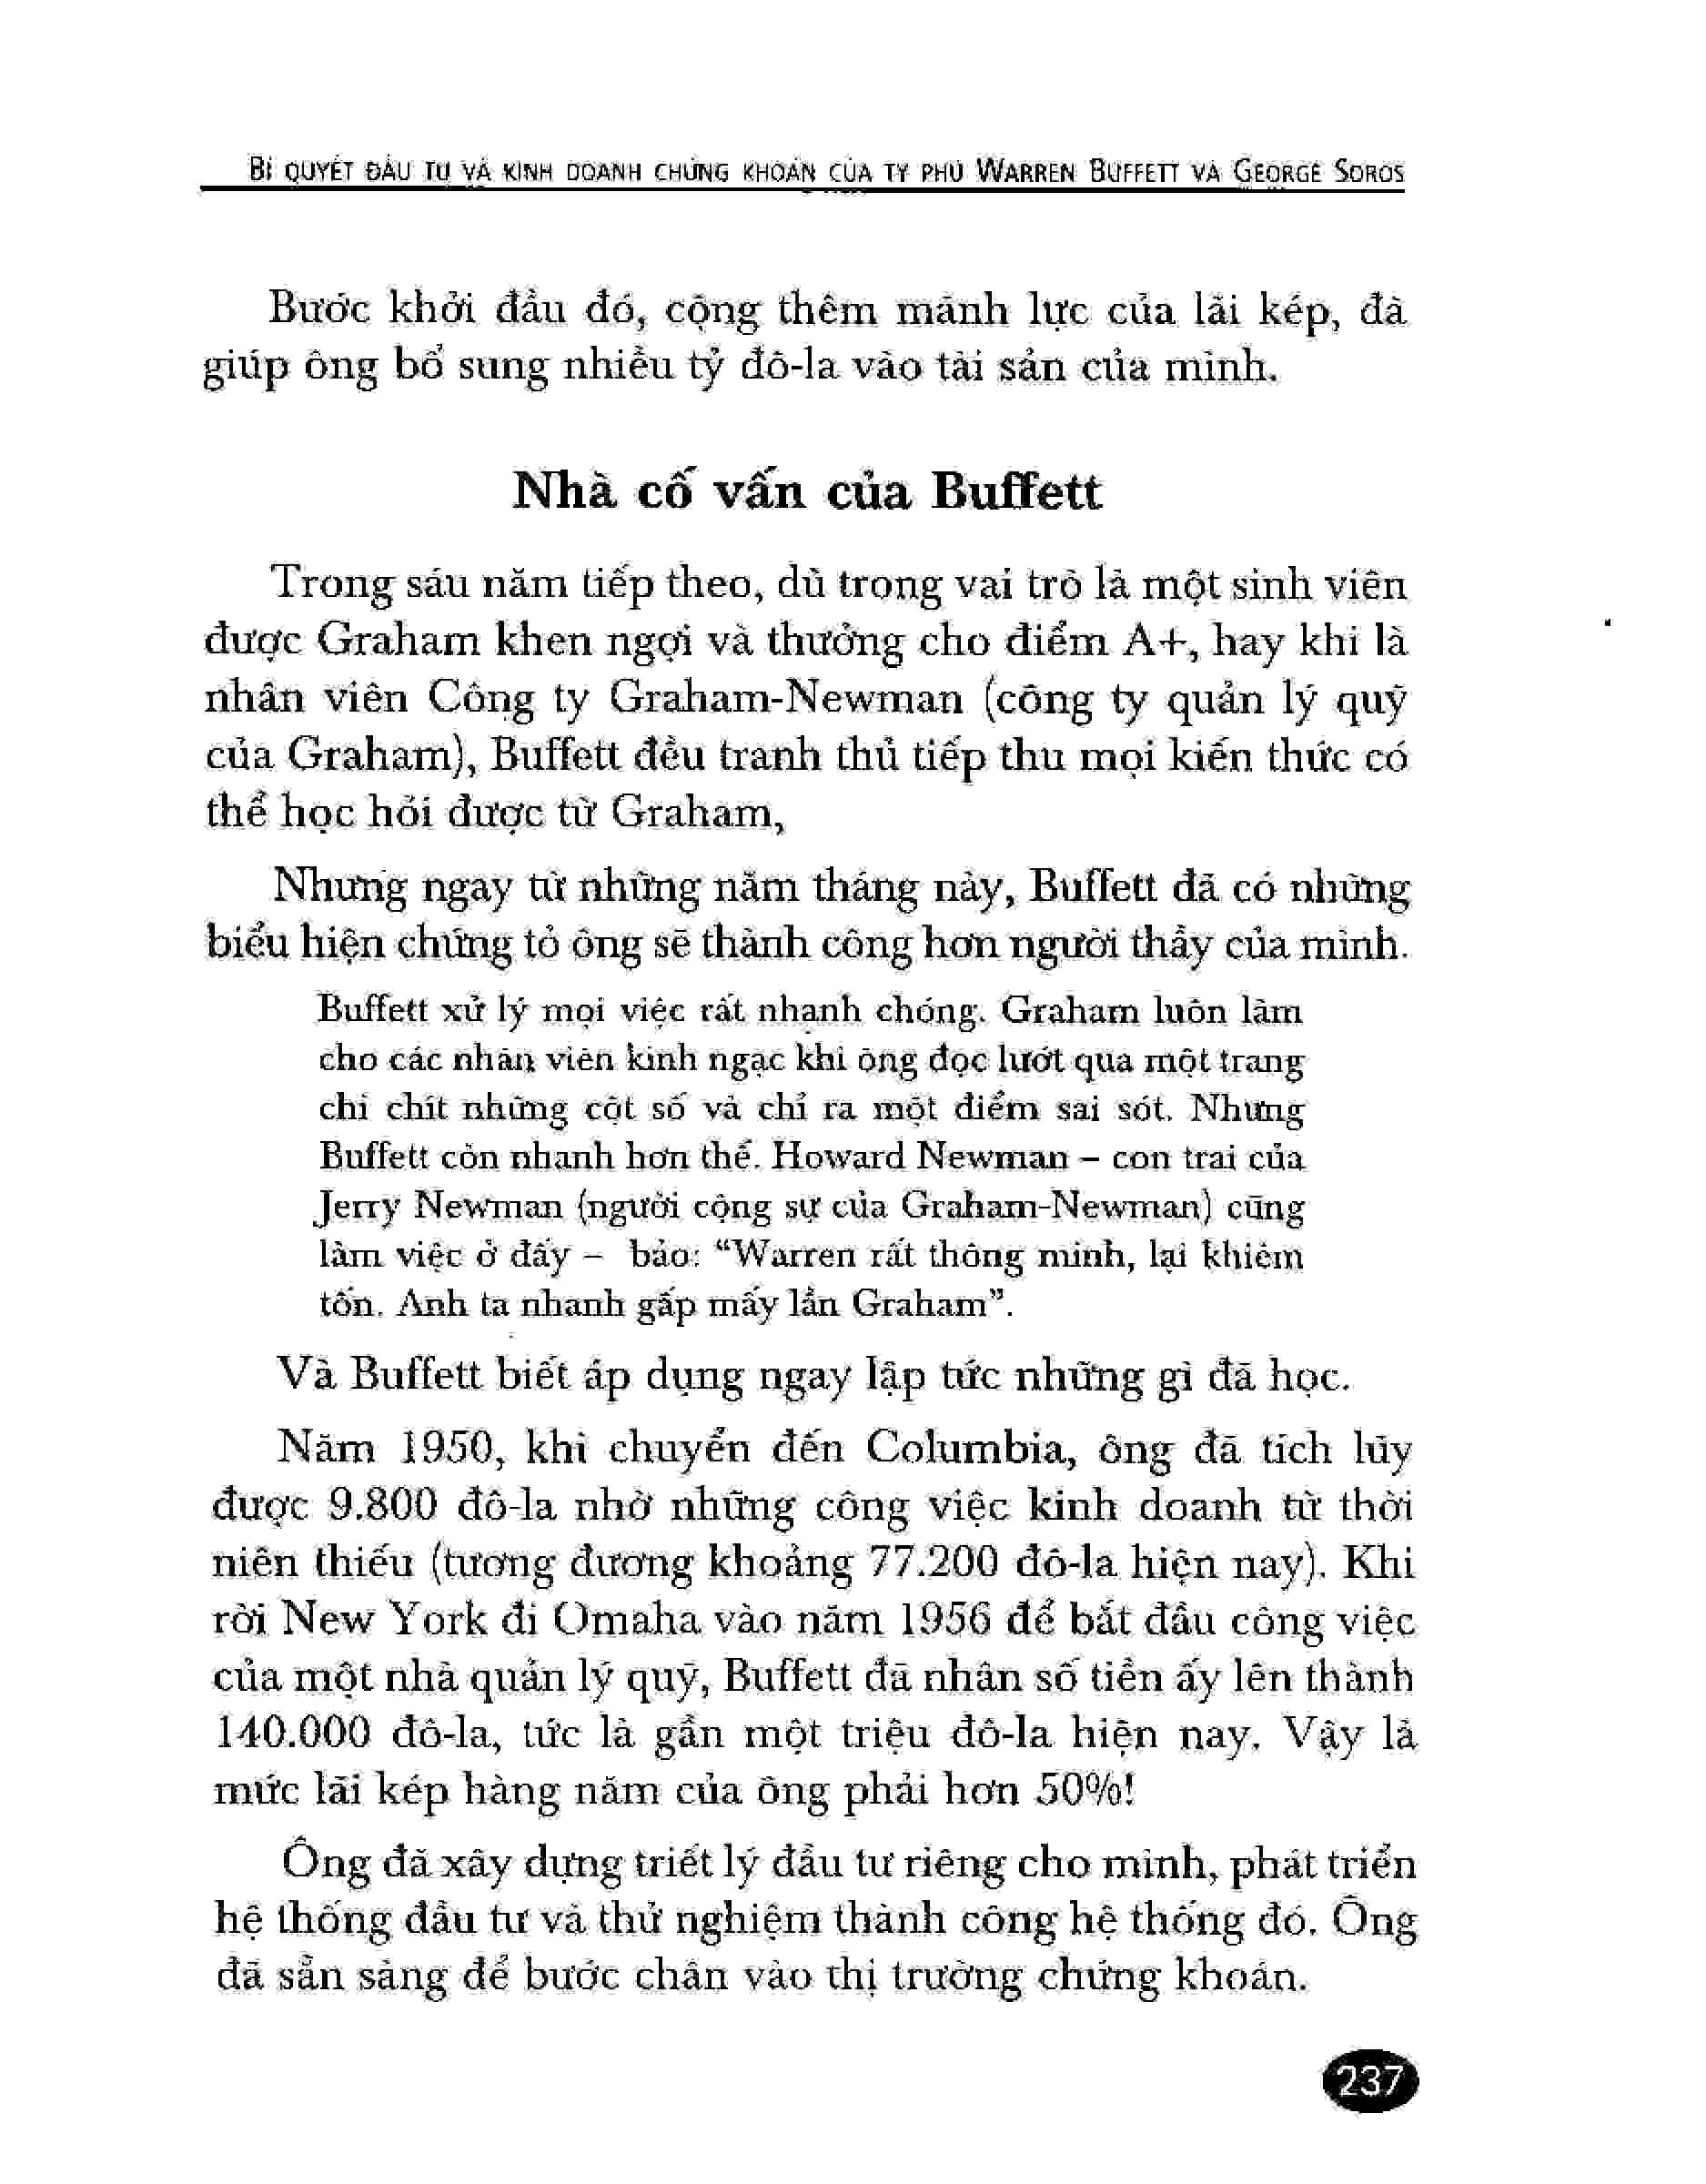 BÍ QUYẾT ĐẦU TƯ VÀ KINH DOANH CHỨNG KHOÁN CỦA TỶ PHÚ WARREN BUFFETT VÀ GEORGE SOROS
Bước khởi đầu đó, cộng thêm mãnh lực của lãi kép, đã
giúp ông bổ sung nhiều tỷ đô-la vào tài sản của mình.
Nhà cố vấn của Buffett
Trong sáu năm tiếp theo, dù trong vai trò là một sinh viên
được Graham khen ngợi và thưởng cho điểm A+, hay khi là
nhân viên Công ty Graham-Newman (công ty quản lý quỹ
của Graham), Buffett đều tranh thủ tiếp thu mọi kiến thức có
thể học hỏi được từ Graham,
Nhưng ngay từ những năm tháng này, Buffett đã có những
biểu hiện chứng tỏ ông sẽ thành công hơn người thầy của mình.
Buffett xử lý mọi việc rất nhanh chóng. Graham luôn làm
cho các nhân viên kinh ngạc khi ông đọc lướt qua một trang
chi chít những cột số và chỉ ra một điểm sai sót. Nhưng
Buffett còn nhanh hơn thế. Howard Newman – con trai của
Jerry Newman (người cộng sự của Graham-Newman) cũng
làm việc ở đấy – bảo: “Warren rất thông minh, lại khiêm
tốn. Anh ta nhanh gấp mấy lần Graham”.
Và Buffett biết áp dụng ngay lập tức những gì đã học.
Năm 1950, khi chuyển đến Columbia, ông đã tích lũy
được 9.800 đô-la nhờ những công việc kinh doanh từ thời
niên thiếu (tương đương khoảng 77.200 đô-la hiện nay). Khi
rời New York đi Omaha vào năm 1956 để bắt đầu công việc
của một nhà quản lý quỹ, Buffett đã nhân số tiền ấy lên thành
140.000 đô-la, tức là gần một triệu đô-la hiện nay. Vậy là
mức lãi kép hàng năm của ông phải hơn 50%!
Ông đã xây dựng triết lý đầu tư riêng cho mình, phát triển
hệ thống đầu tư và thử nghiệm thành công hệ thống đó. Ông
đã sẵn sàng để bước chân vào thị trường chứng khoán.
237